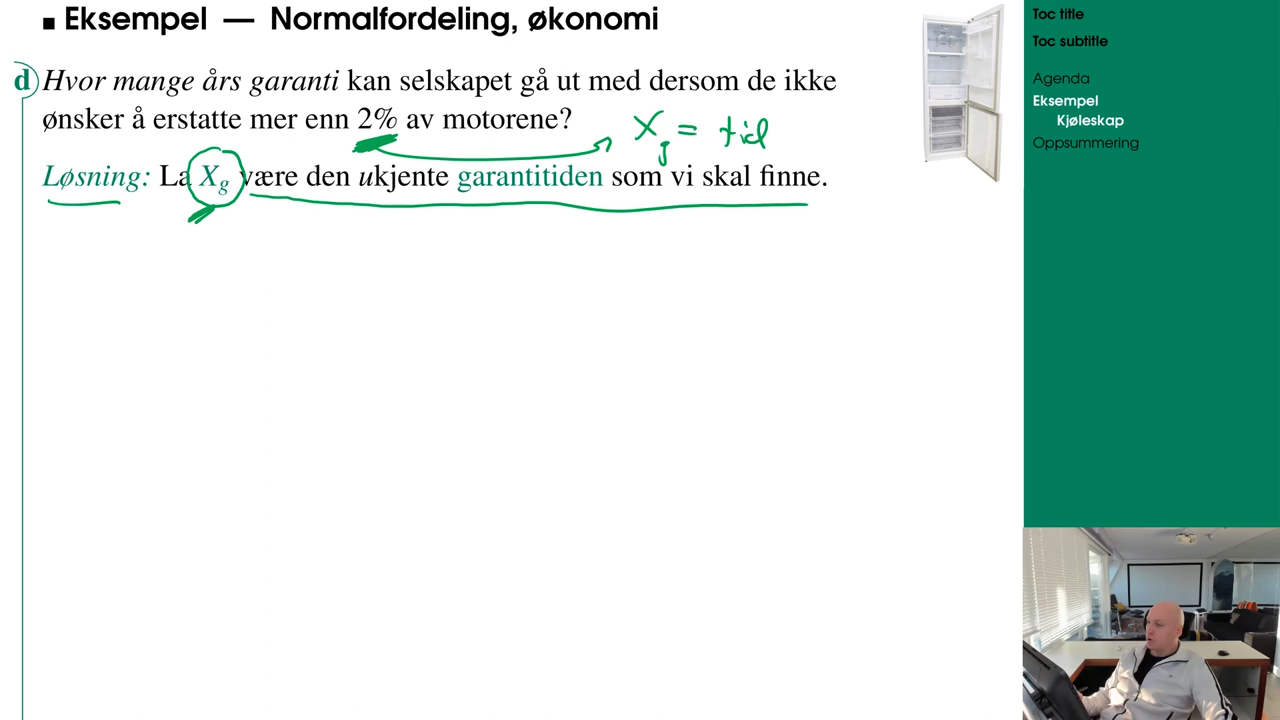 Eksempel — Normalfordeling, økonomi
d Hvor mange års garanti kan selskapet gå ut med dersom de ikke
ønsker å erstatte mer enn 2% av motorene?
X_g = tid
Løsning: La X_g være den ukjente garantitiden som vi skal finne.
Toc title
Toc subtitle
Agenda
Eksempel
Kjøleskap
Oppsummering